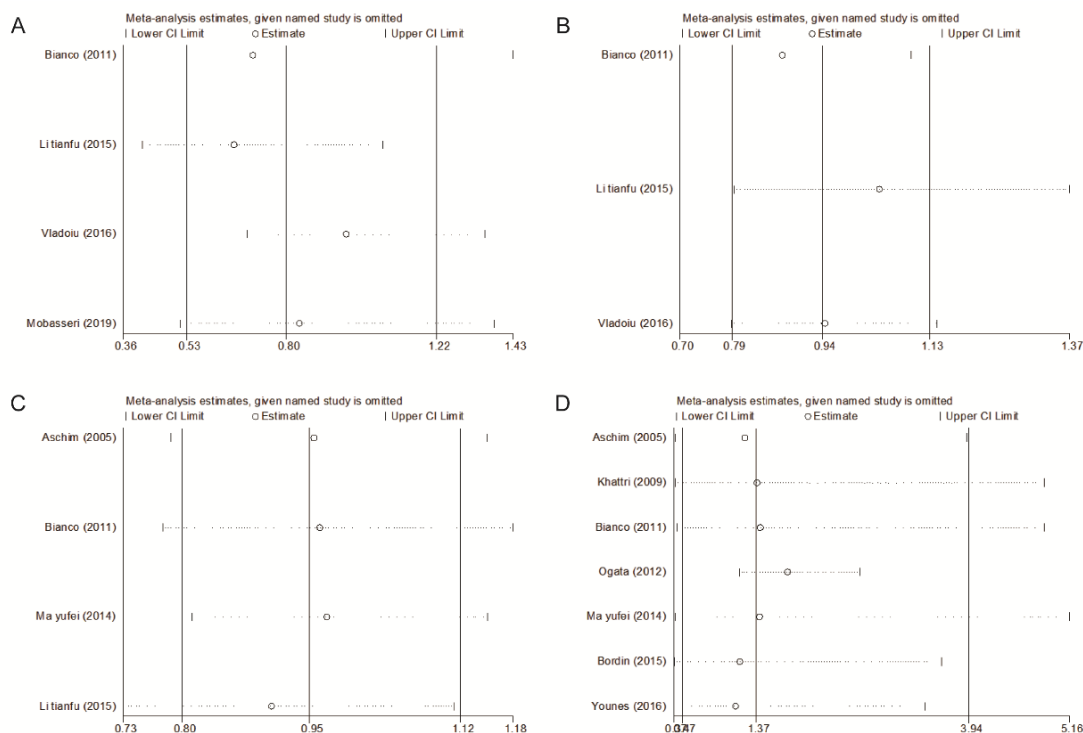 A
Meta-analysis estimates, given named study is omitted
Lower CI Limit Estimate Upper CI Limit
Bianco (2011)
Li tianfu (2015)
Vladoiu (2016)
Mobasseri (2019)
0.36 0.53 0.80 1.22 1.43
B
Meta-analysis estimates, given named study is omitted
Lower CI Limit Estimate Upper CI Limit
Bianco (2011)
Li tianfu (2015)
Vladoiu (2016)
0.70 0.79 0.94 1.13 1.37
C
Meta-analysis estimates, given named study is omitted
Lower CI Limit Estimate Upper CI Limit
Aschim (2005)
Bianco (2011)
Ma yufei (2014)
Li tianfu (2015)
0.73 0.80 0.95 1.12 1.18
D
Meta-analysis estimates, given named study is omitted
Lower CI Limit Estimate Upper CI Limit
Aschim (2005)
Khattri (2009)
Bianco (2011)
Ogata (2012)
Ma yufei (2014)
Bordin (2015)
Younes (2016)
1.37 3.94 5.16